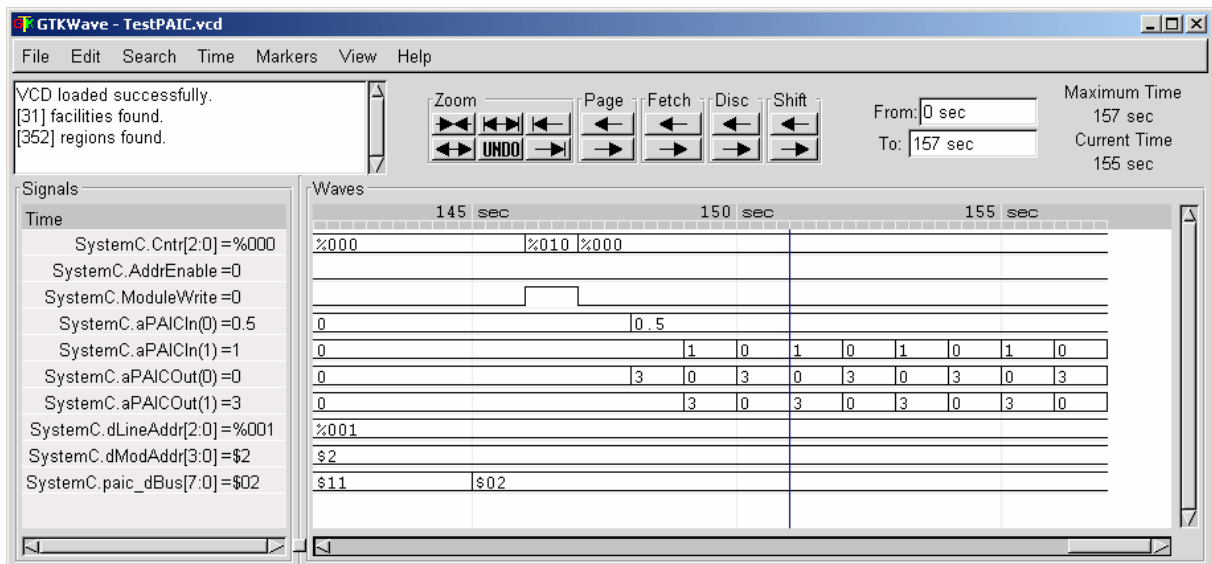 GTKWave - TestPAIC.vcd
File Edit Search Time Markers View Help
VCD loaded successfully.
[31] facilities found.
[352] regions found.
Zoom
UNDO
Page
Fetch
Disc
Shift
From: 0 sec
To: 157 sec
Maximum Time
157 sec
Current Time
155 sec
Signals
Waves
Time
145 sec 150 sec 155 sec
SystemC.Cntr[2:0] =%000 %000 %010 %000
SystemC.AddrEnable =0
SystemC.ModuleWrite =0
SystemC.aPAICIn(0) =0.5 0 0.5
SystemC.aPAICIn(1) =1 0 1 0 1 0 1 0 1 0
SystemC.aPAICOut(0) =0 0 3 0 3 0 3 0 3 0 3
SystemC.aPAICOut(1) =3 0 3 0 3 0 3 0 3 0
SystemC.dLineAddr[2:0] =%001 %001
SystemC.dModAddr[3:0] =$2 $2
SystemC.paic_dBus[7:0] =$02 $11 $02